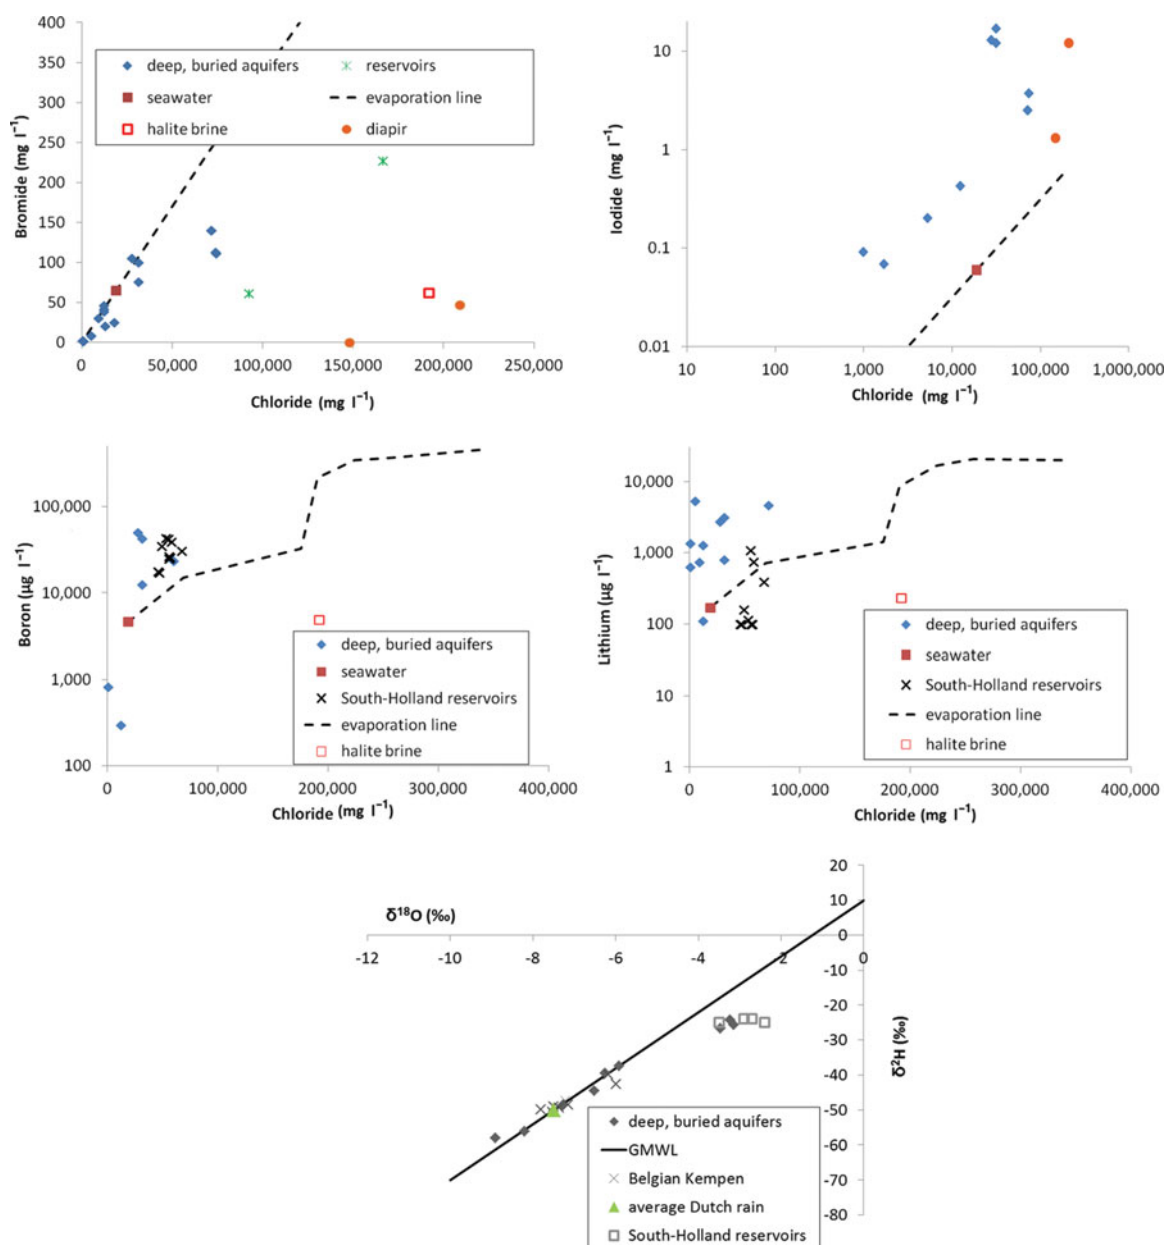 400
350
300
250
200
150
100
50
0
Bromide (mg l⁻¹)
deep, buried aquifers
reservoirs
seawater
evaporation line
halite brine
diapir
0
50,000
100,000
150,000
200,000
250,000
Chloride (mg l⁻¹)
10
1
0.1
0.01
Iodide (mg l⁻¹)
10
100
1,000
10,000
100,000
1,000,000
Chloride (mg l⁻¹)
100,000
10,000
1,000
100
Boron (µg l⁻¹)
deep, buried aquifers
seawater
South-Holland reservoirs
evaporation line
halite brine
0
100,000
200,000
300,000
400,000
Chloride (mg l⁻¹)
10,000
1,000
100
10
1
Lithium (µg l⁻¹)
deep, buried aquifers
seawater
South-Holland reservoirs
evaporation line
halite brine
0
100,000
200,000
300,000
400,000
Chloride (mg l⁻¹)
δ¹⁸O (‰)
-12
-10
-8
-6
-4
-2
0
20
10
0
-10
-20
-30
-40
-50
-60
-70
-80
δ²H (‰)
deep, buried aquifers
GMWL
Belgian Kempen
average Dutch rain
South-Holland reservoirs